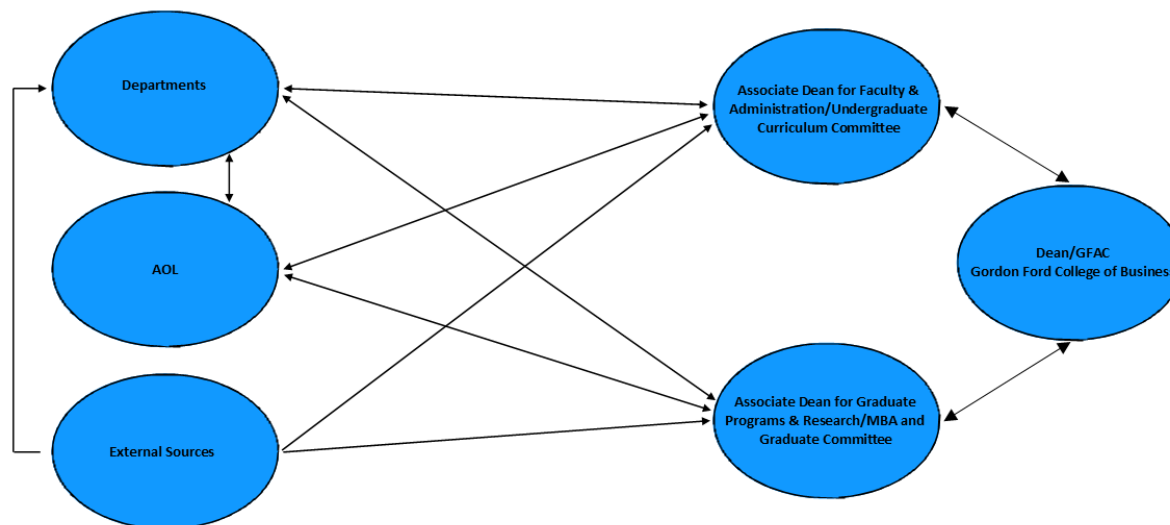 Departments
Associate Dean for Faculty &
Administration/Undergraduate
Curriculum Committee
AOL
Dean/GFAC
Gordon Ford College of Business
External Sources
Associate Dean for Graduate
Programs & Research/MBA and
Graduate Committee